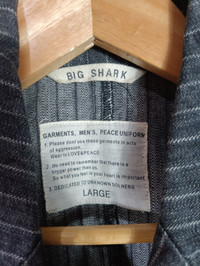 BIG SHARK
GARMENTS, MEN'S, PEACE UNIFORM
1. Please dont use these garments in acts
of aggression.
Wear to LOVE&PEACE
2. We need to remember that there is a
bigger power than us.
So what you feel in your heart is important.
3. DEDICATED TO UNKNOWN SOLDIERS
LARGE